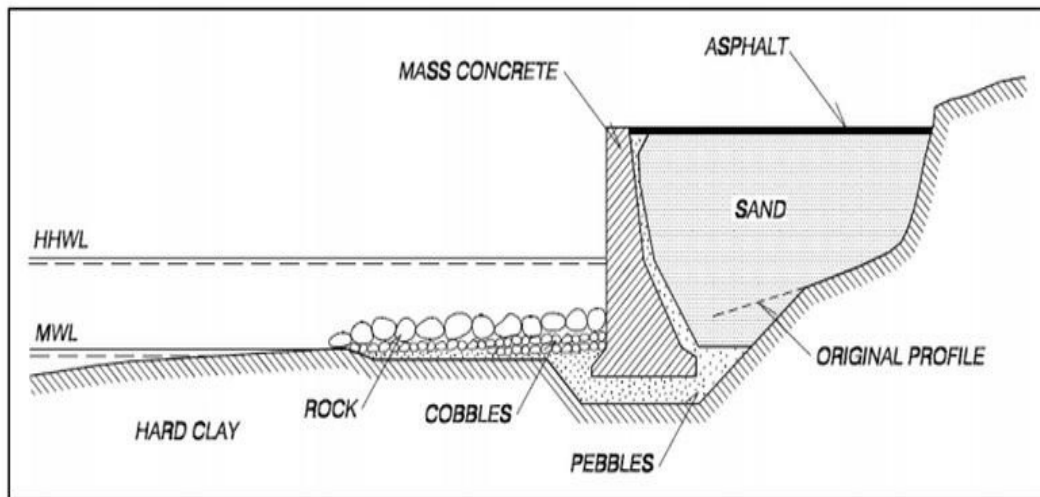 ASPHALT
MASS CONCRETE
SAND
HHWL
MWL
ORIGINAL PROFILE
ROCK
COBBLES
HARD CLAY
PEBBLES